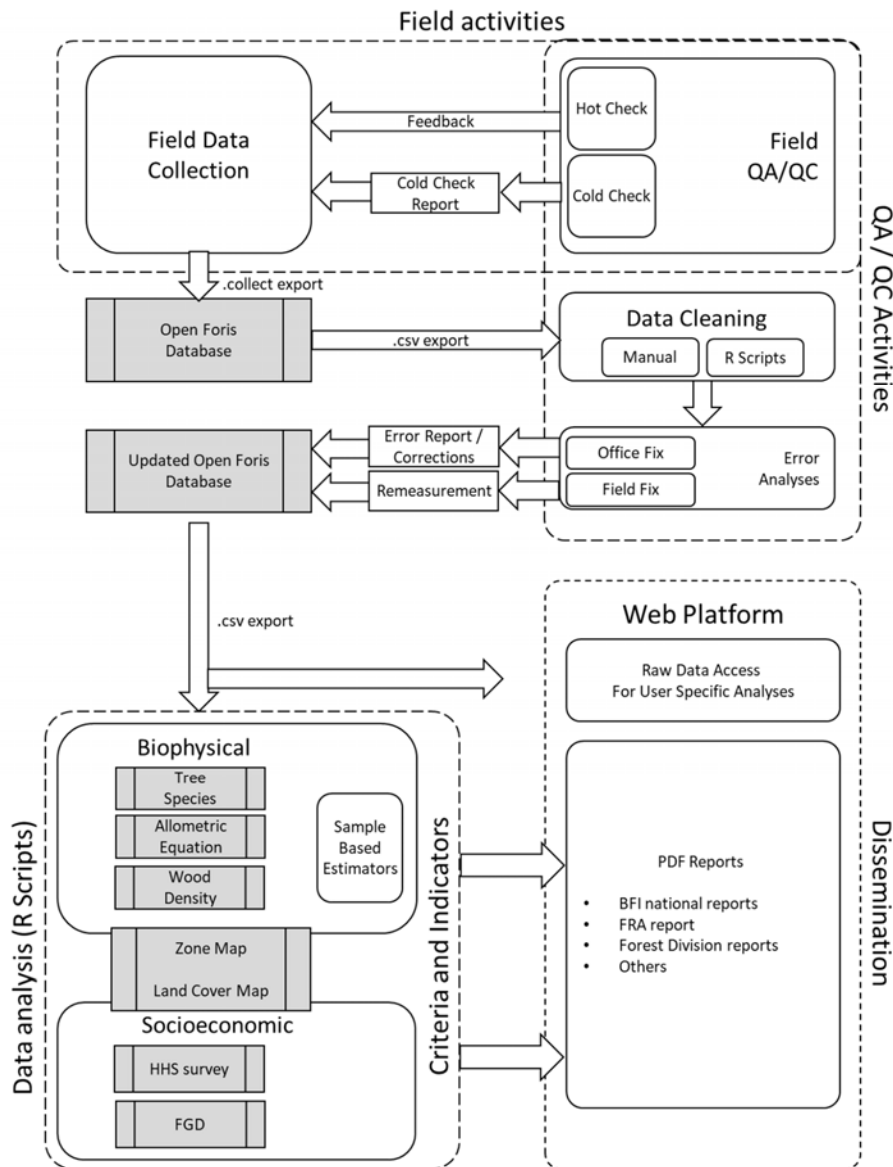 Field activities
Field Data
Collection
Feedback
Cold Check
Report
Hot Check
Cold Check
Field
QA/QC
QA / QC Activities
.collect export
Open Foris
Database
.csv export
Data Cleaning
Manual
R Scripts
Updated Open Foris
Database
Error Report /
Corrections
Remeasurement
Office Fix
Field Fix
Error
Analyses
.csv export
Web Platform
Raw Data Access
For User Specific Analyses
Data analysis (R Scripts)
Biophysical
Tree
Species
Allometric
Equation
Wood
Density
Sample
Based
Estimators
Zone Map
Land Cover Map
Socioeconomic
HHS survey
FGD
Criteria and Indicators
PDF Reports
• BFI national reports
• FRA report
• Forest Division reports
• Others
Dissemination